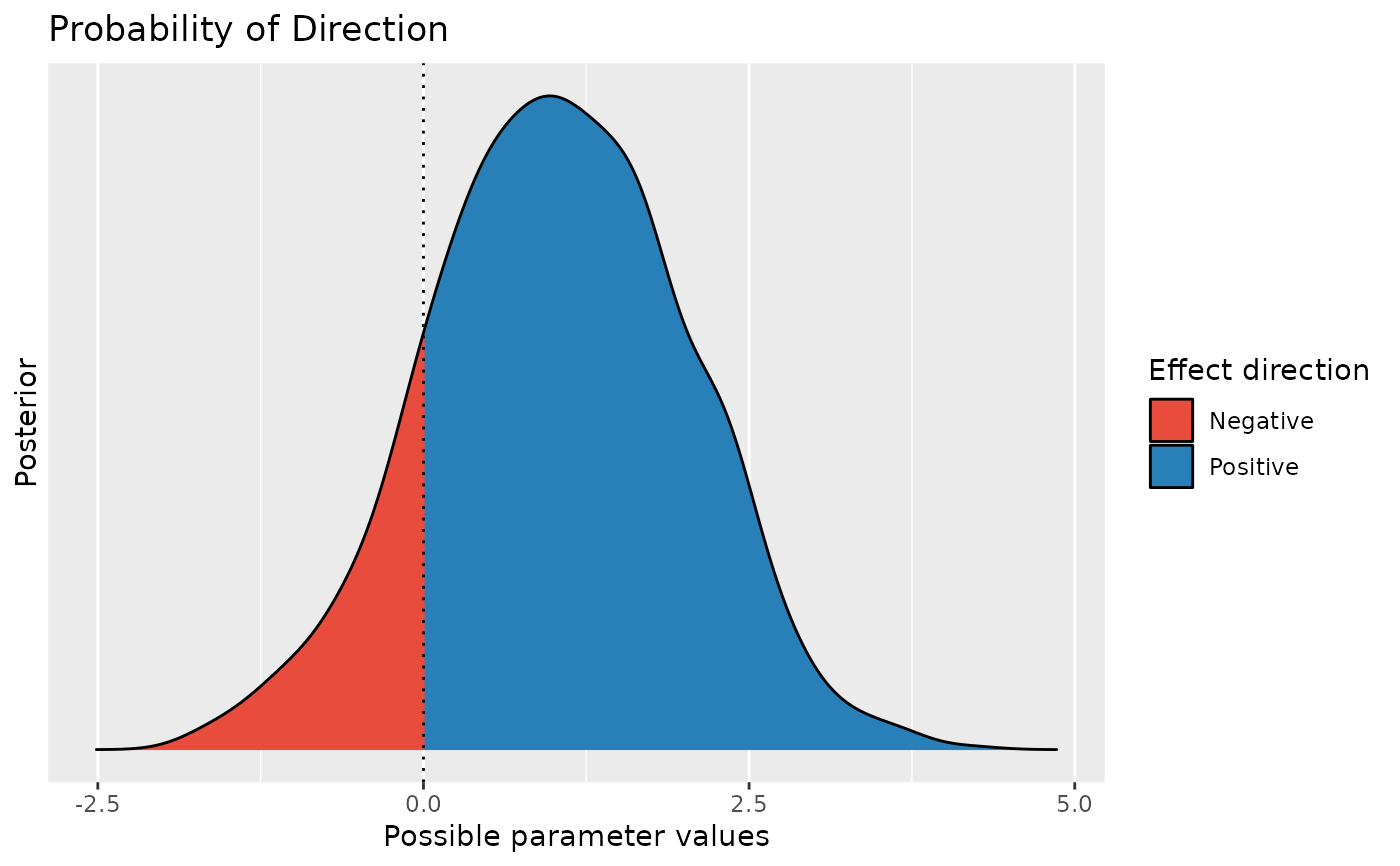 Probability of Direction
Posterior
Effect direction
Negative
Positive
-2.5 0.0 2.5 5.0
Possible parameter values